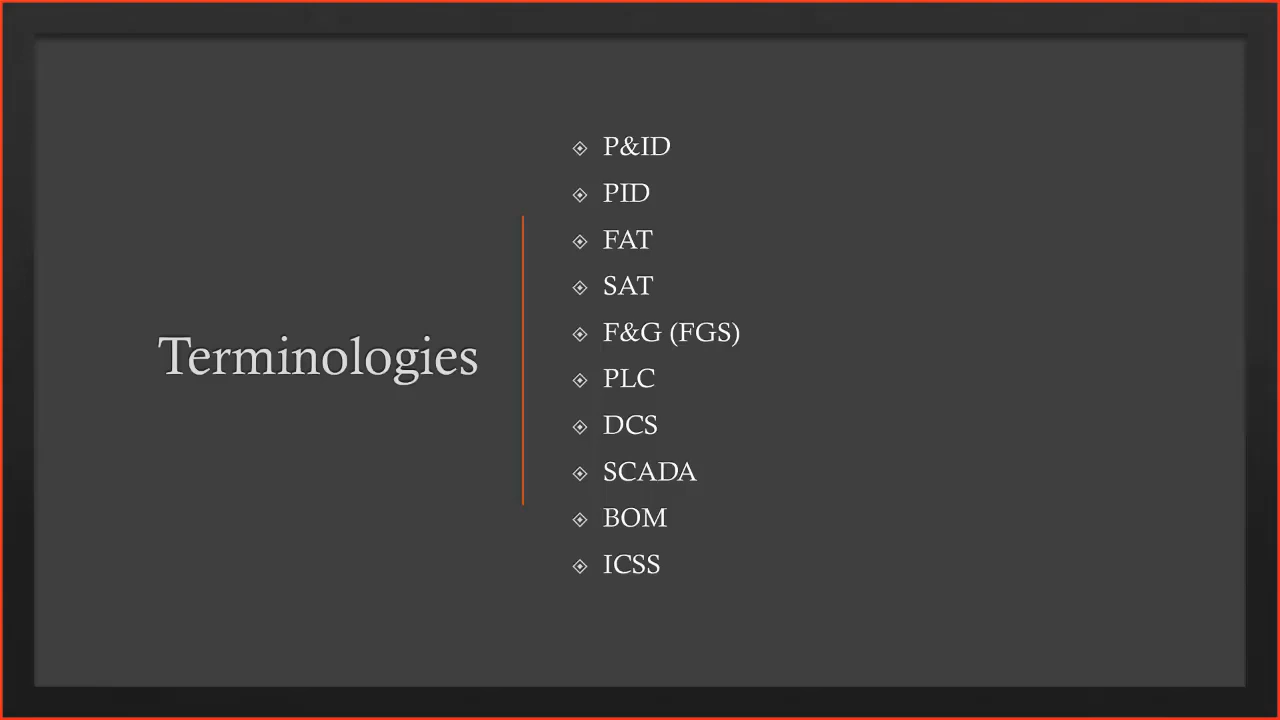 Terminologies
P&ID
PID
FAT
SAT
F&G (FGS)
PLC
DCS
SCADA
BOM
ICSS